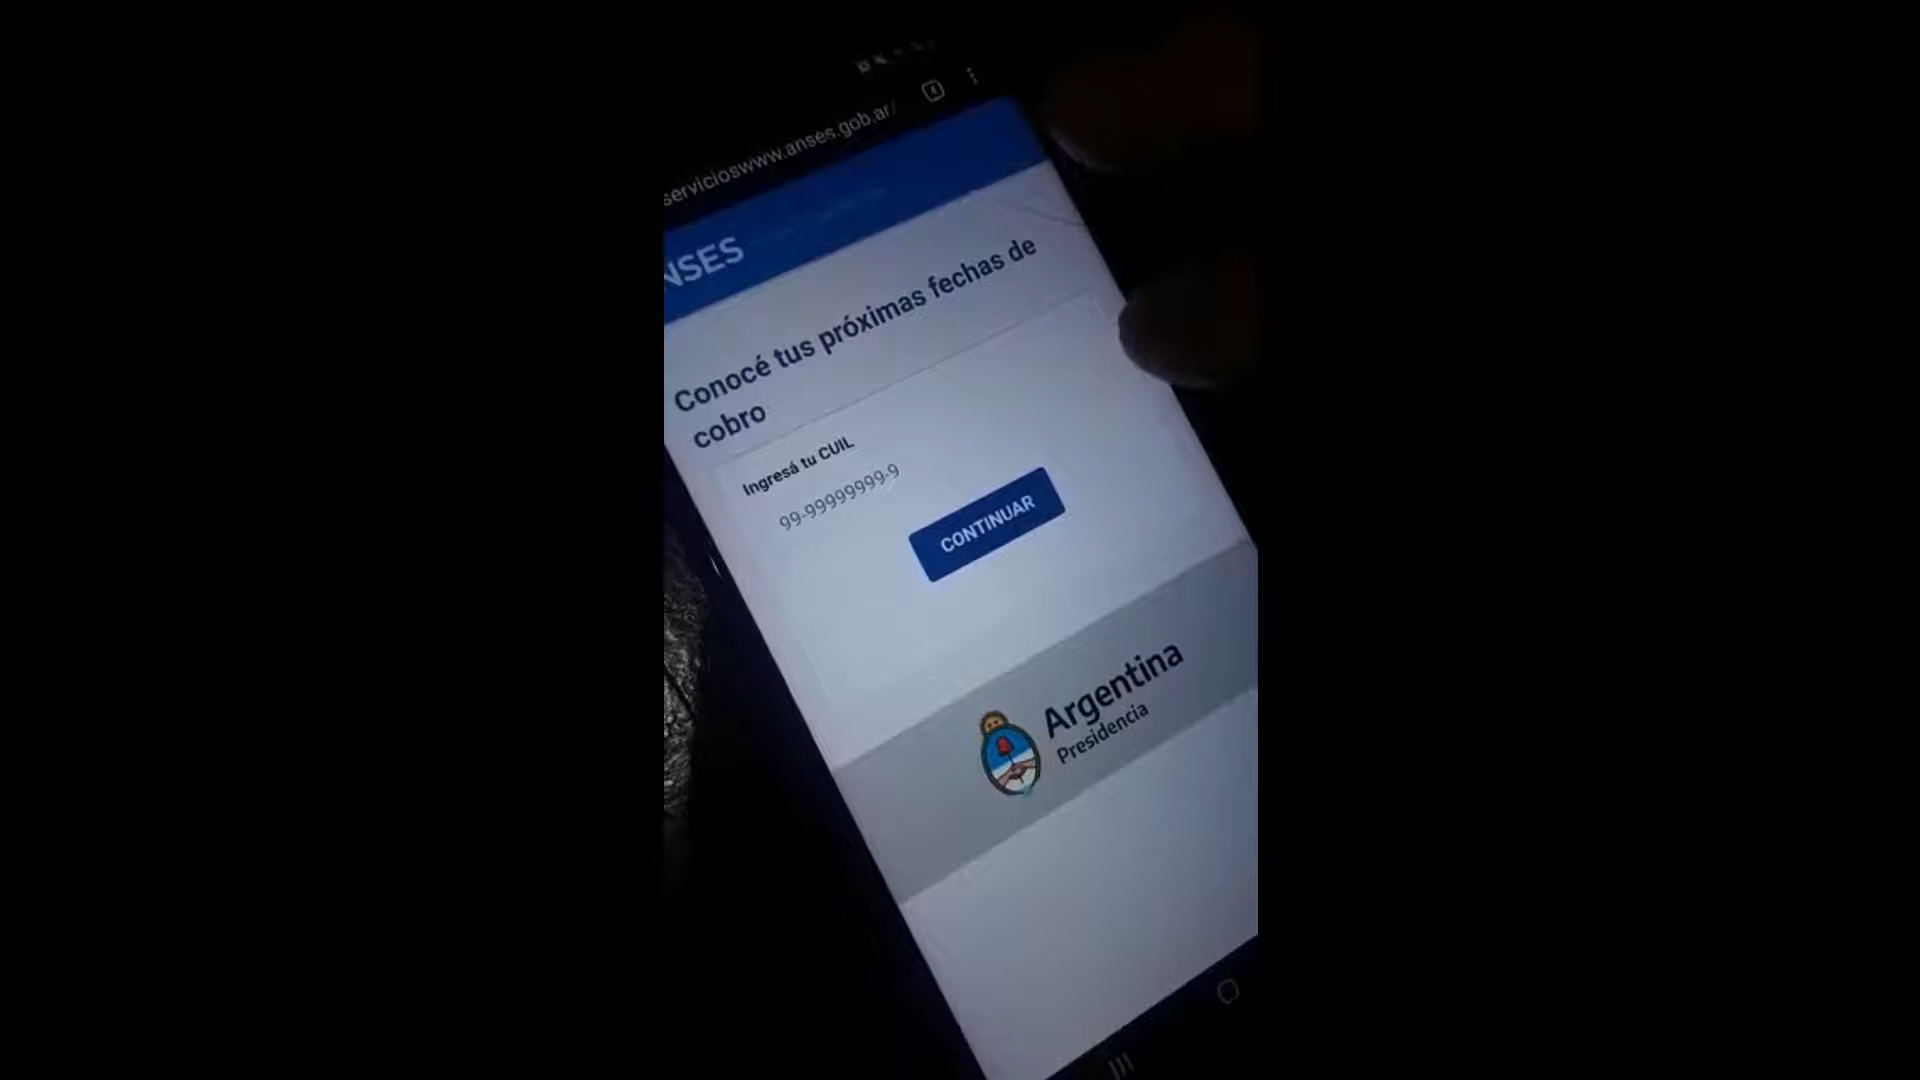 4
servicioswww.anses.gob.ar/
NSES
Conocé tus próximas fechas de
cobro
Ingresá tu CUIL
99-99999999-9
CONTINUAR
Argentina
Presidencia